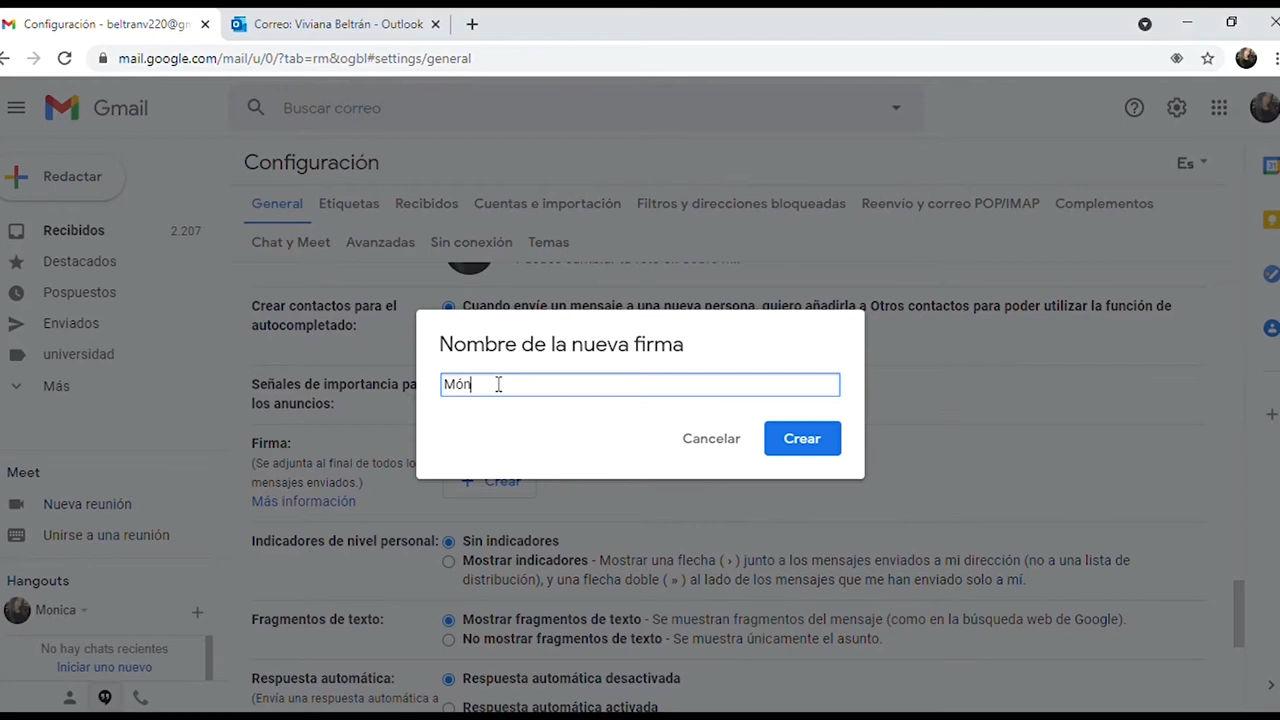 Configuración - beltranv220@gm
Correo: Viviana Beltrán - Outlook
mail.google.com/mail/u/0/?tab=rm&ogbl#settings/general
Gmail
Buscar correo
Redactar
Recibidos 2.207
Destacados
Pospuestos
Enviados
universidad
Más
Meet
Nueva reunión
Unirse a una reunión
Hangouts
Monica
No hay chats recientes
Iniciar uno nuevo
Configuración
Es
General Etiquetas Recibidos Cuentas e importación Filtros y direcciones bloqueadas Reenvío y correo POP/IMAP Complementos
Chat y Meet Avanzadas Sin conexión Temas
Crear contactos para el
autocompletado:
Cuando envíe un mensaje a una nueva persona, quiero añadirla a Otros contactos para poder utilizar la función de
Nombre de la nueva firma
Món
Cancelar Crear
Señales de importancia pa
los anuncios:
Firma:
(Se adjunta al final de todos lo
mensajes enviados.)
Más información
Crear
Indicadores de nivel personal:
Sin indicadores
Mostrar indicadores - Mostrar una flecha ( › ) junto a los mensajes enviados a mi dirección (no a una lista de
distribución), y una flecha doble ( » ) al lado de los mensajes que me han enviado solo a mí.
Fragmentos de texto:
Mostrar fragmentos de texto - Se muestran fragmentos del mensaje (como en la búsqueda web de Google).
No mostrar fragmentos de texto - Se muestra únicamente el asunto.
Respuesta automática:
(Envía una respuesta automática a
Respuesta automática desactivada
Respuesta automática activada